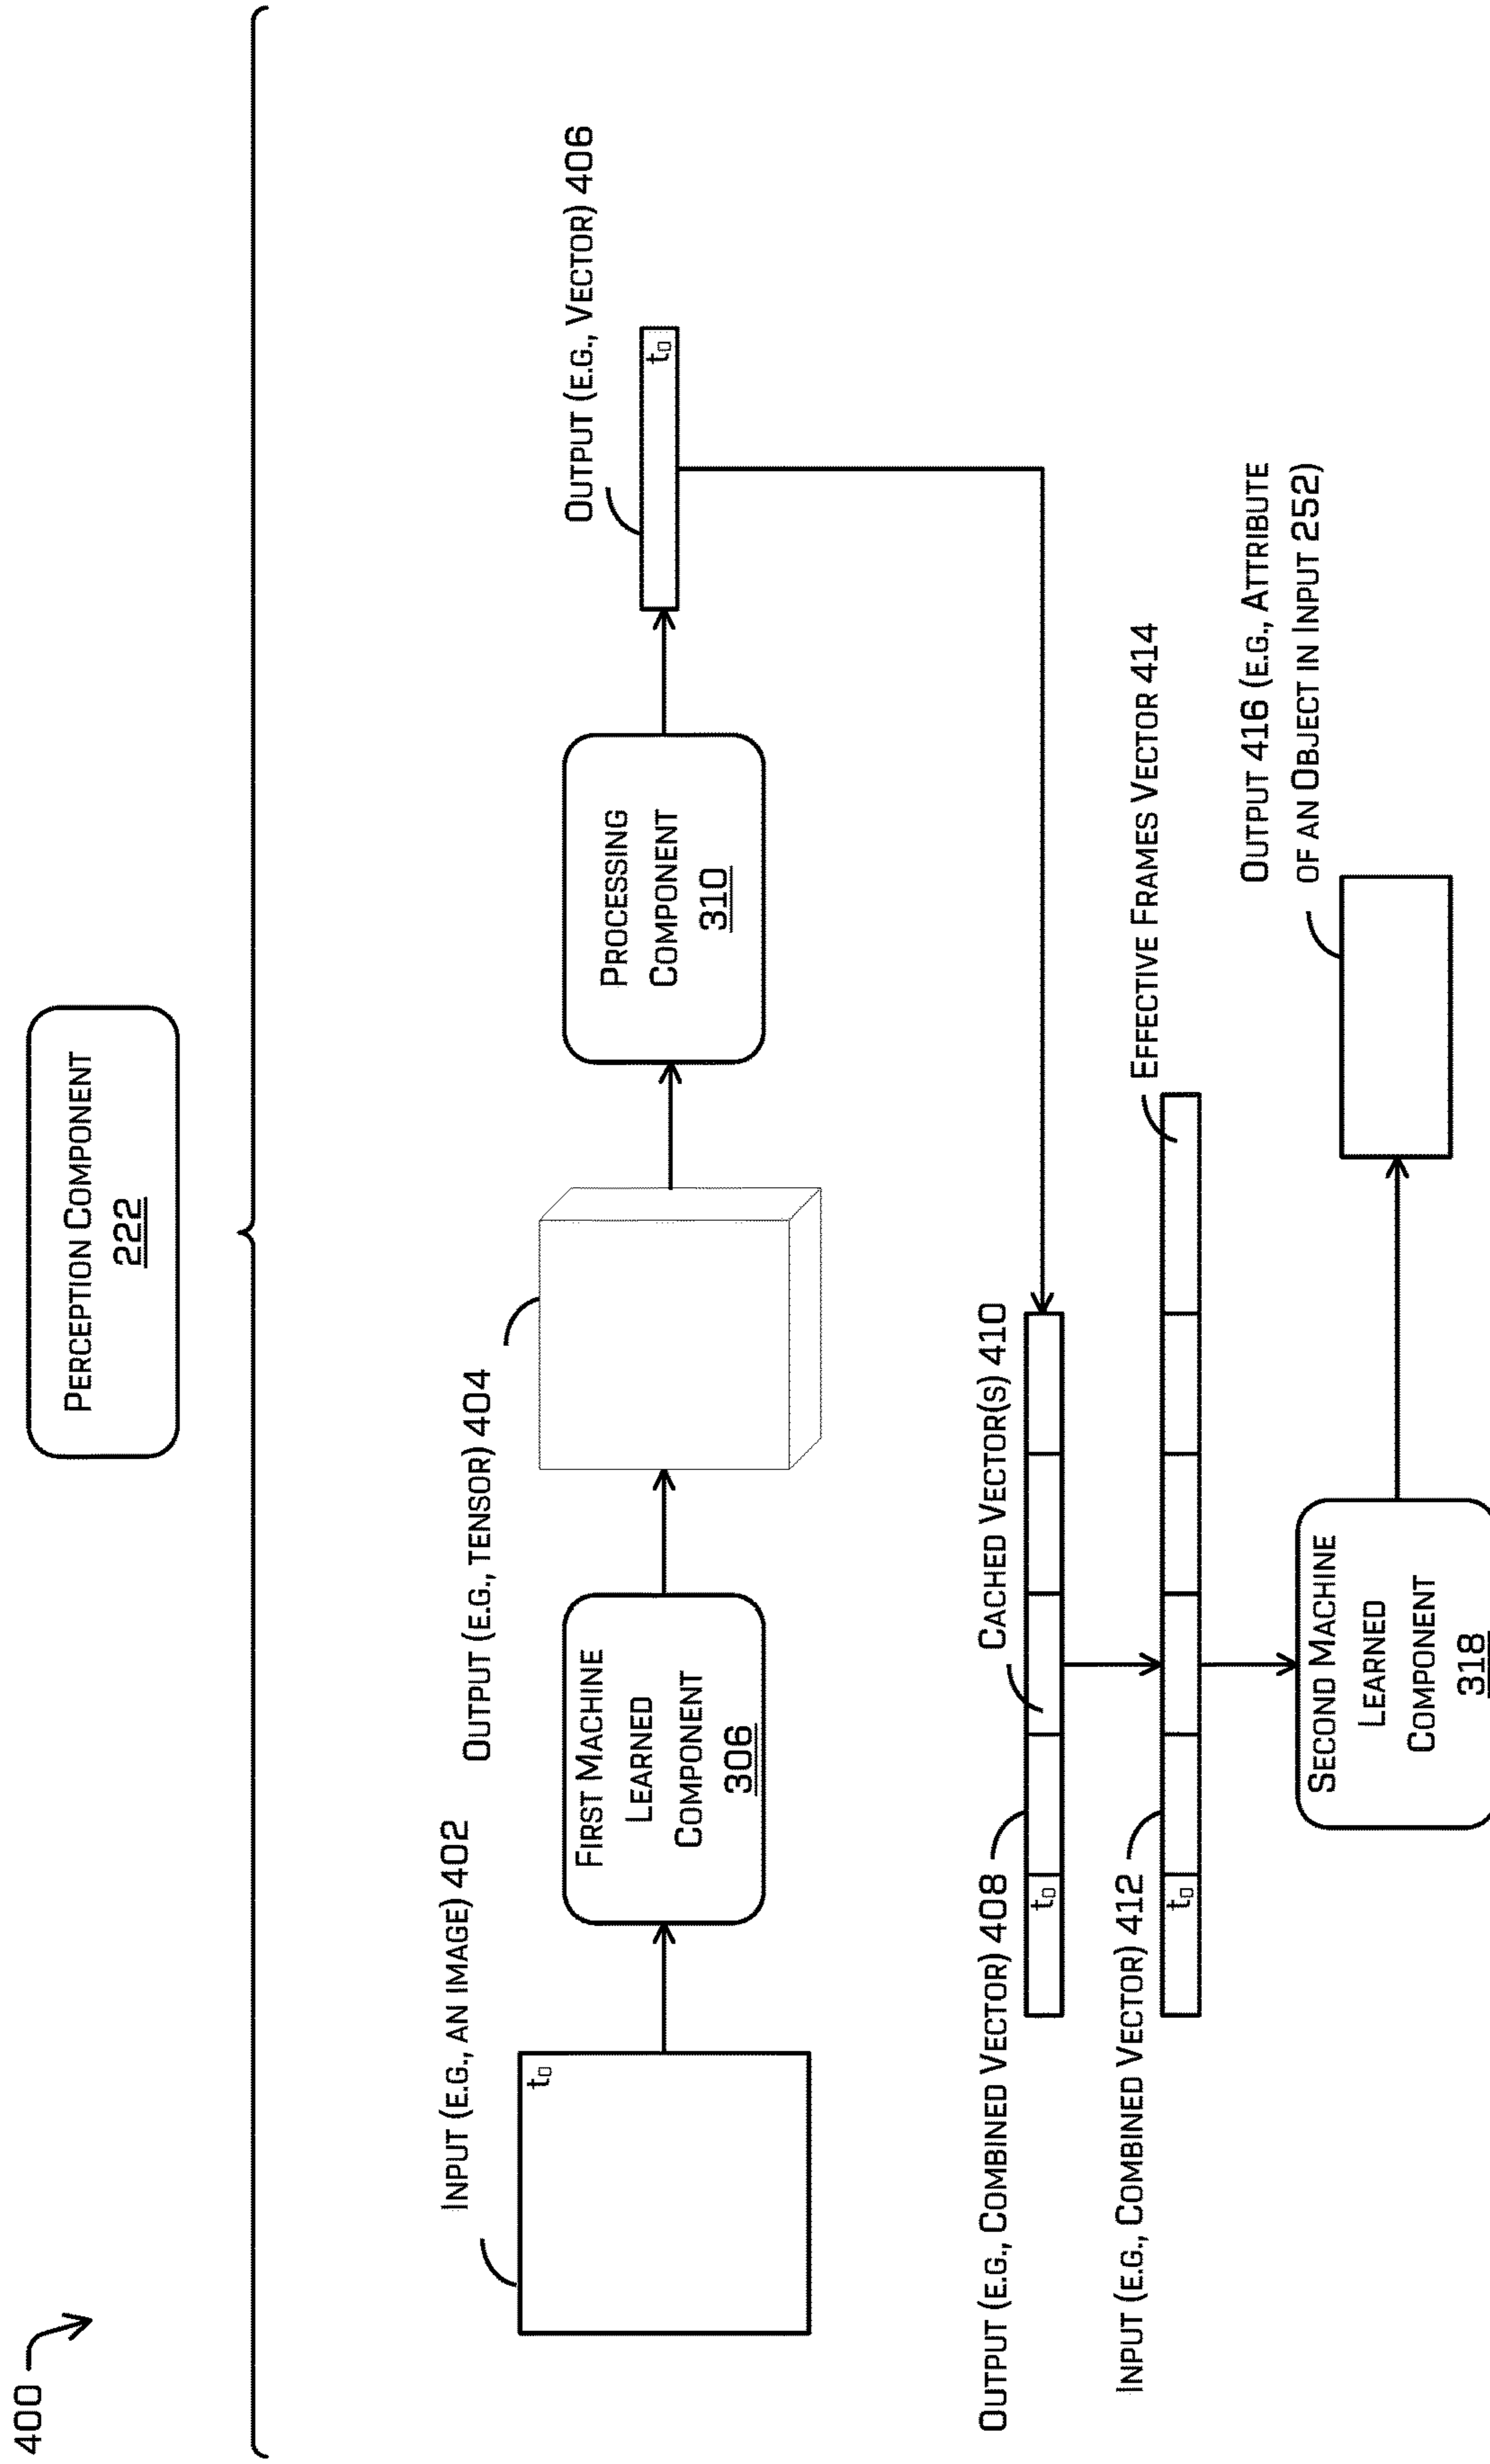 400
PERCEPTION COMPONENT
222
INPUT (E.G., AN IMAGE) 402
t₀
FIRST MACHINE
LEARNED
COMPONENT
306
OUTPUT (E.G., TENSOR) 404
PROCESSING
COMPONENT
310
OUTPUT (E.G., VECTOR) 406
t₀
OUTPUT (E.G., COMBINED VECTOR) 408
t₀
CACHED VECTOR(S) 410
INPUT (E.G., COMBINED VECTOR) 412
t₀
EFFECTIVE FRAMES VECTOR 414
SECOND MACHINE
LEARNED
COMPONENT
318
OUTPUT 416 (E.G., ATTRIBUTE
OF AN OBJECT IN INPUT 252)